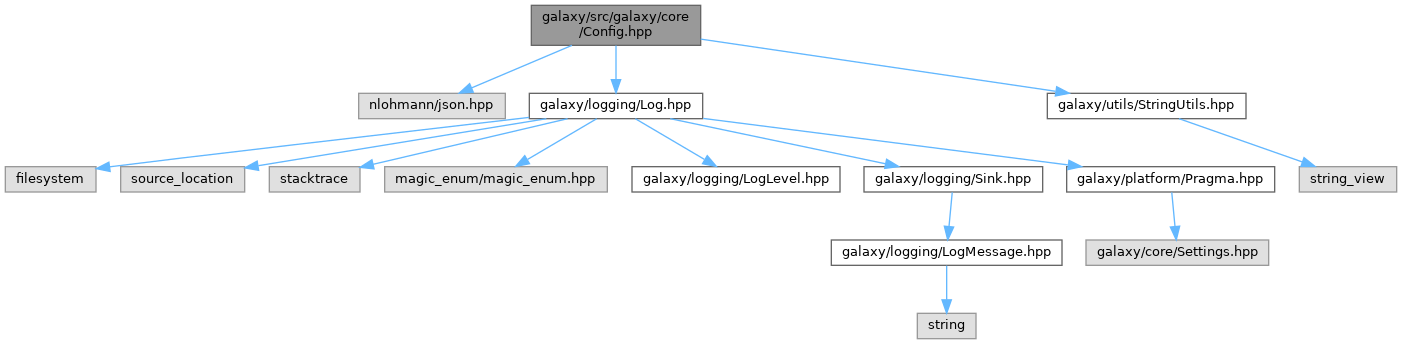 galaxy/src/galaxy/core
/Config.hpp
nlohmann/json.hpp
galaxy/logging/Log.hpp
galaxy/utils/StringUtils.hpp
filesystem
source_location
stacktrace
magic_enum/magic_enum.hpp
galaxy/logging/LogLevel.hpp
galaxy/logging/Sink.hpp
galaxy/platform/Pragma.hpp
string_view
galaxy/logging/LogMessage.hpp
galaxy/core/Settings.hpp
string